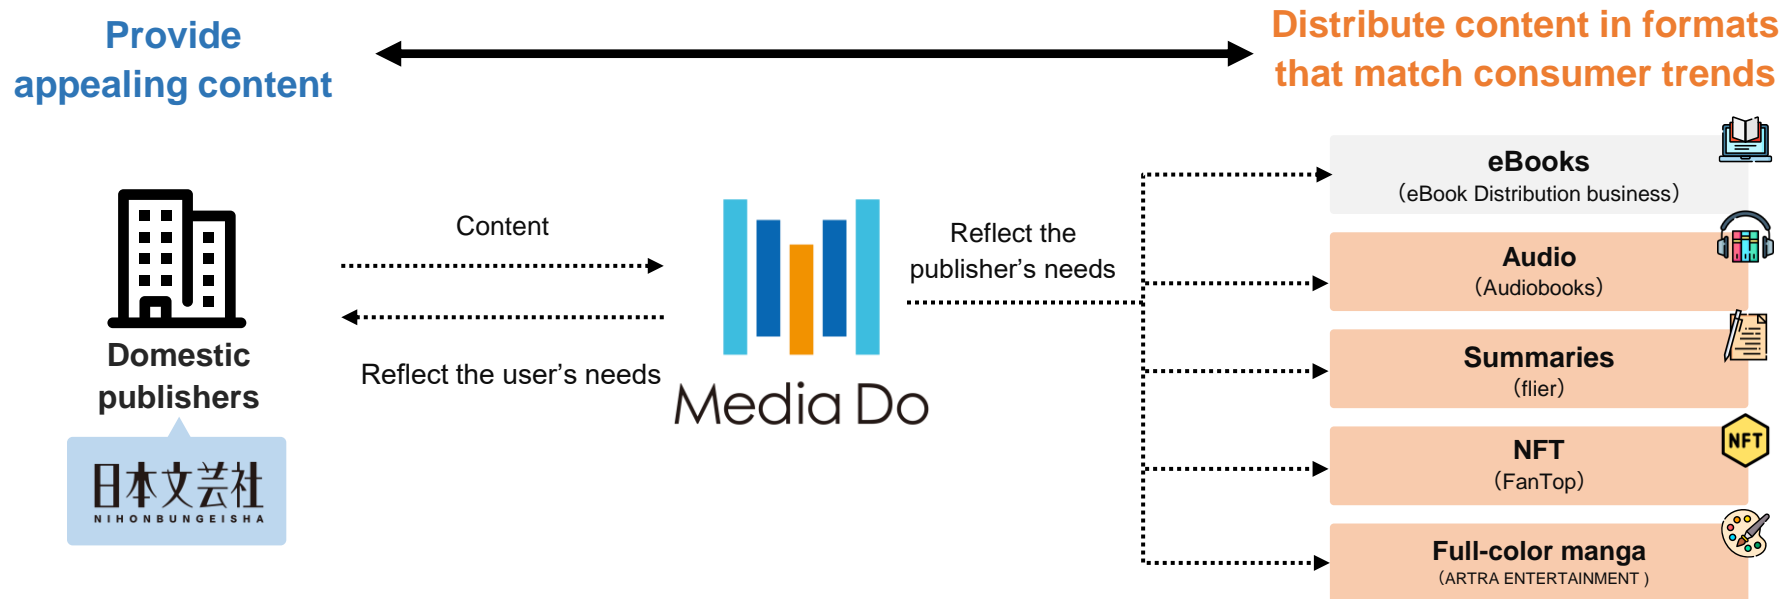 Provide
appealing content
Distribute content in formats
that match consumer trends
Content
Reflect the user's needs
Domestic
publishers
日本文芸社
NIHONBUNGEISHA
Media Do
Reflect the
publisher's needs
eBooks
（eBook Distribution business）
Audio
（Audiobooks）
Summaries
（flier）
NFT
NFT
（FanTop）
Full-color manga
（ARTRA ENTERTAINMENT ）